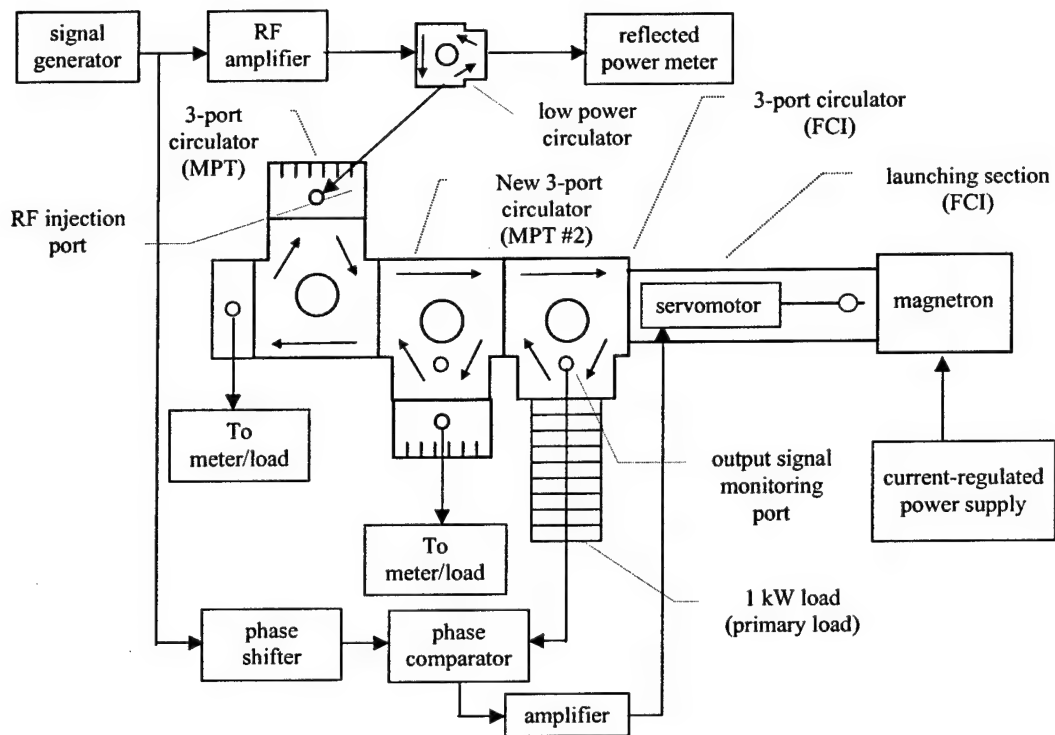 signal
generator
RF
amplifier
reflected
power meter
low power
circulator
3-port circulator
(FCI)
3-port
circulator
(MPT)
New 3-port
circulator
(MPT #2)
launching section
(FCI)
RF injection
port
servomotor
magnetron
To
meter/load
output signal
monitoring
port
current-regulated
power supply
To
meter/load
1 kW load
(primary load)
phase
shifter
phase
comparator
amplifier